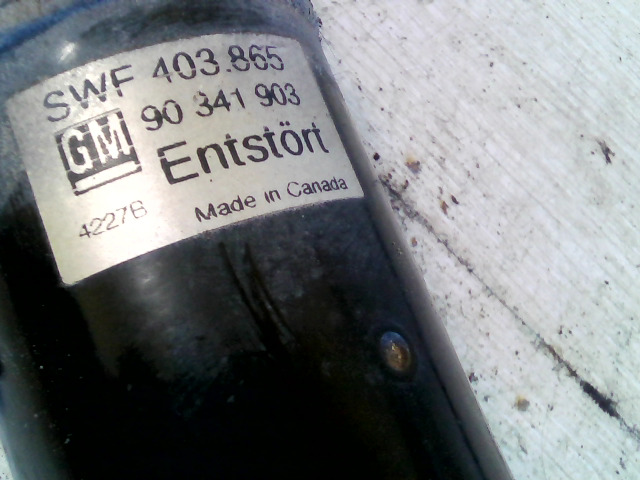 SWF 403.865
GM 90 341 903
Entstört
4227B Made in Canada